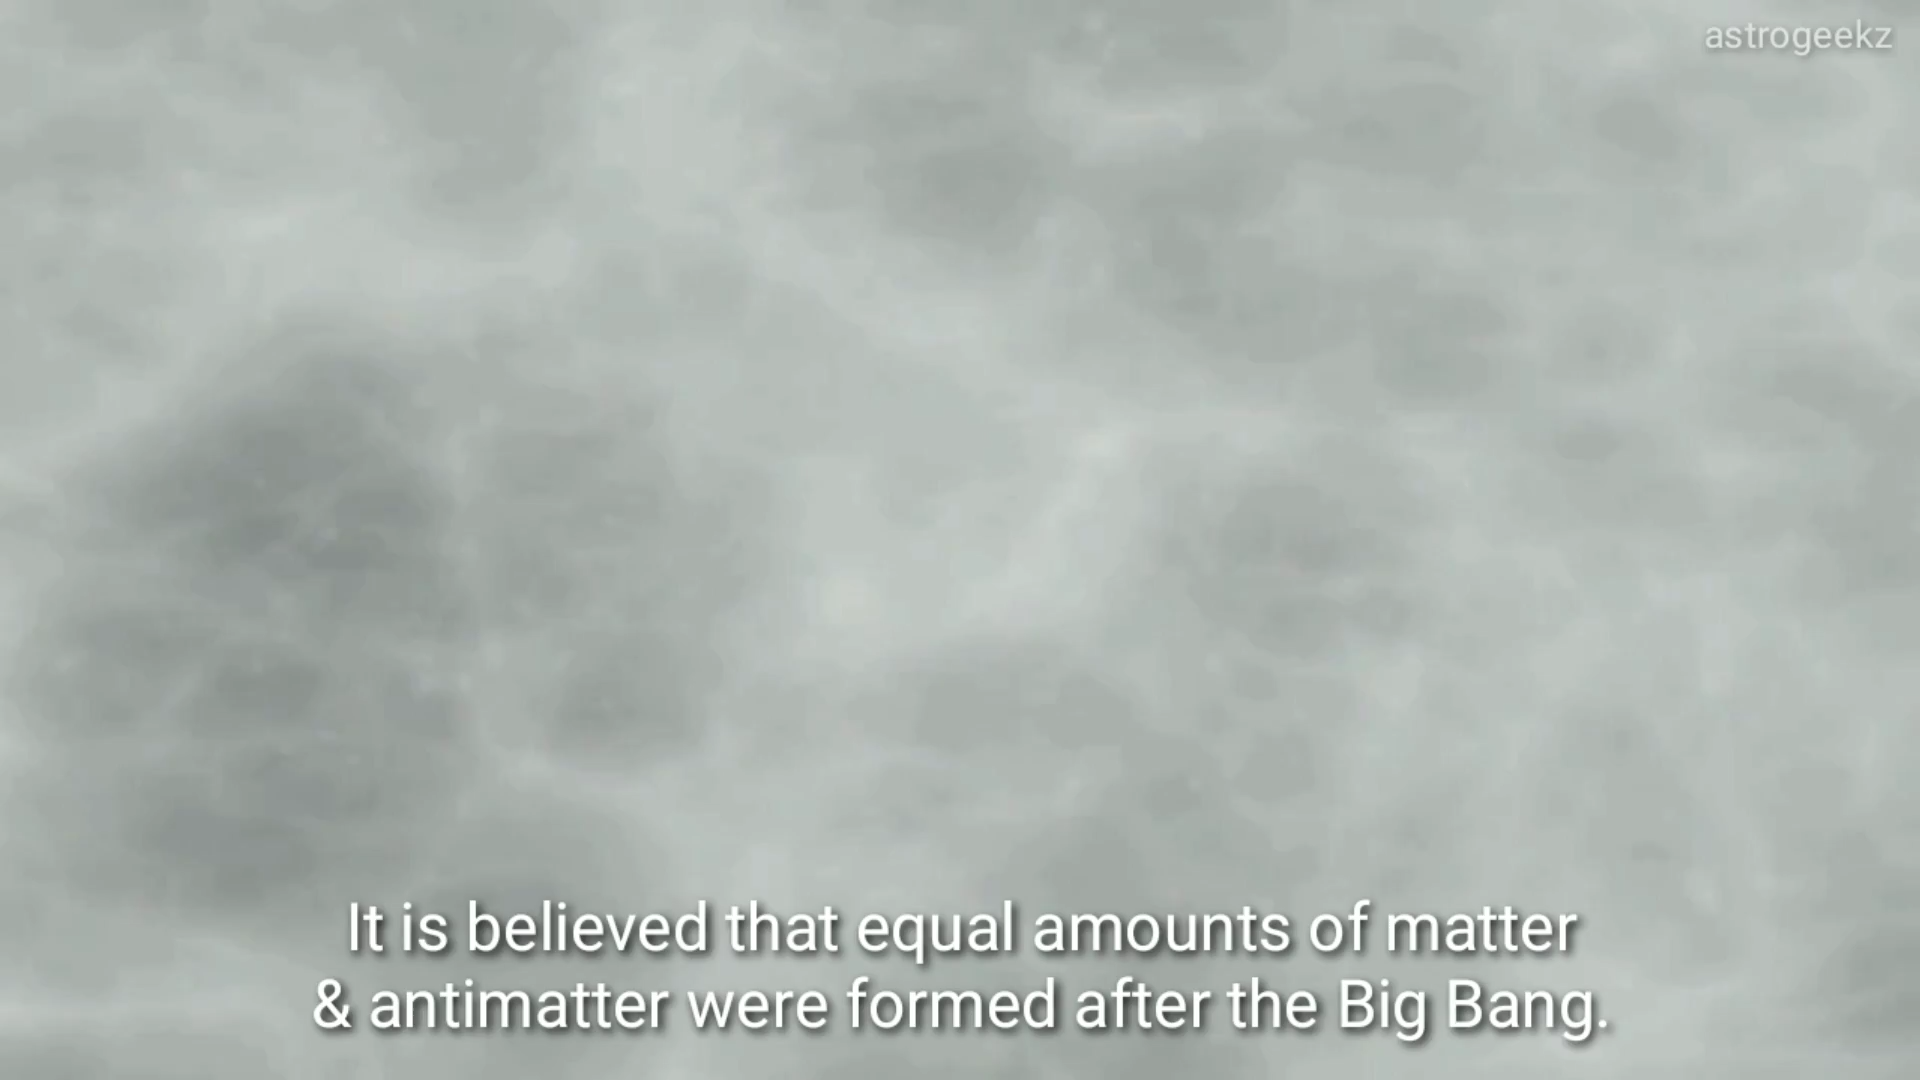 astrogeekz
It is believed that equal amounts of matter
& antimatter were formed after the Big Bang.